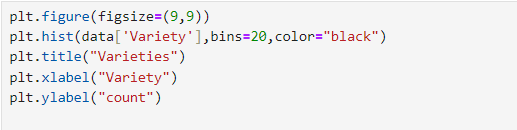 plt.figure(figsize=(9,9))
plt.hist(data['Variety'],bins=20,color="black")
plt.title("Varieties")
plt.xlabel("Variety")
plt.ylabel("count")